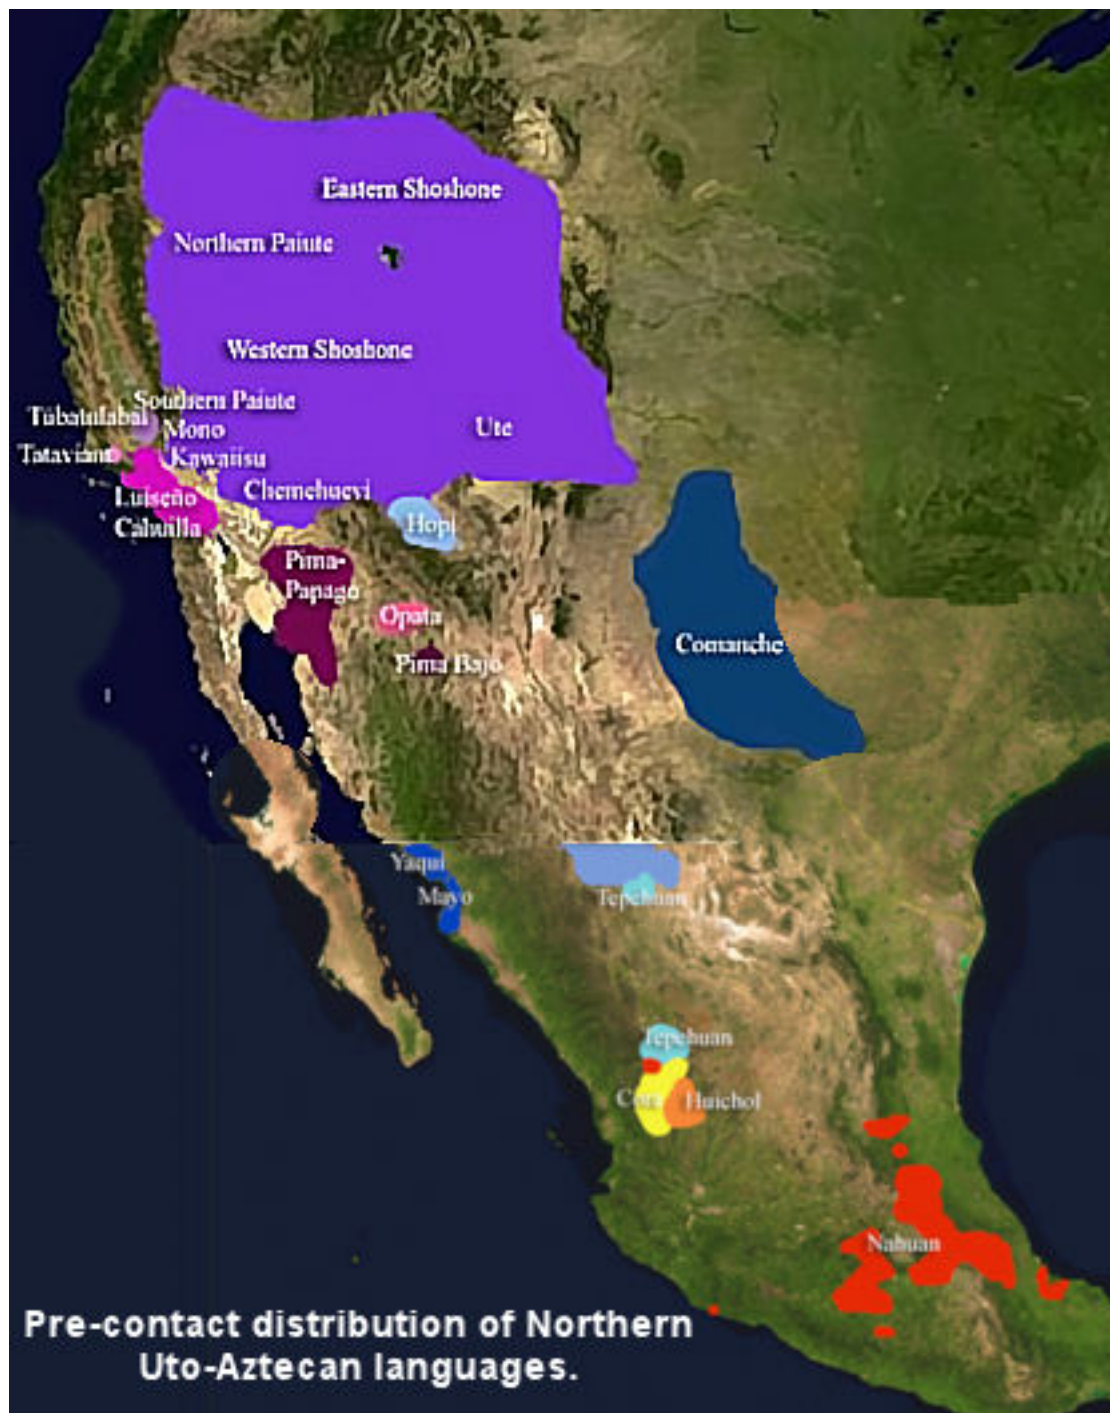 Eastern Shoshone
Northern Paiute
Western Shoshone
Southern Paiute
Tubatulabal
Mono
Ute
Tataviam
Kawaiisu
Chemehuevi
Luiseño
Cahuilla
Hopi
Pima-
Papago
Opata
Comanche
Pima Bajo
Yaqui
Mayo
Tepehuan
Tepehuan
Cora
Huichol
Nahuan
Pre-contact distribution of Northern
Uto-Aztecan languages.